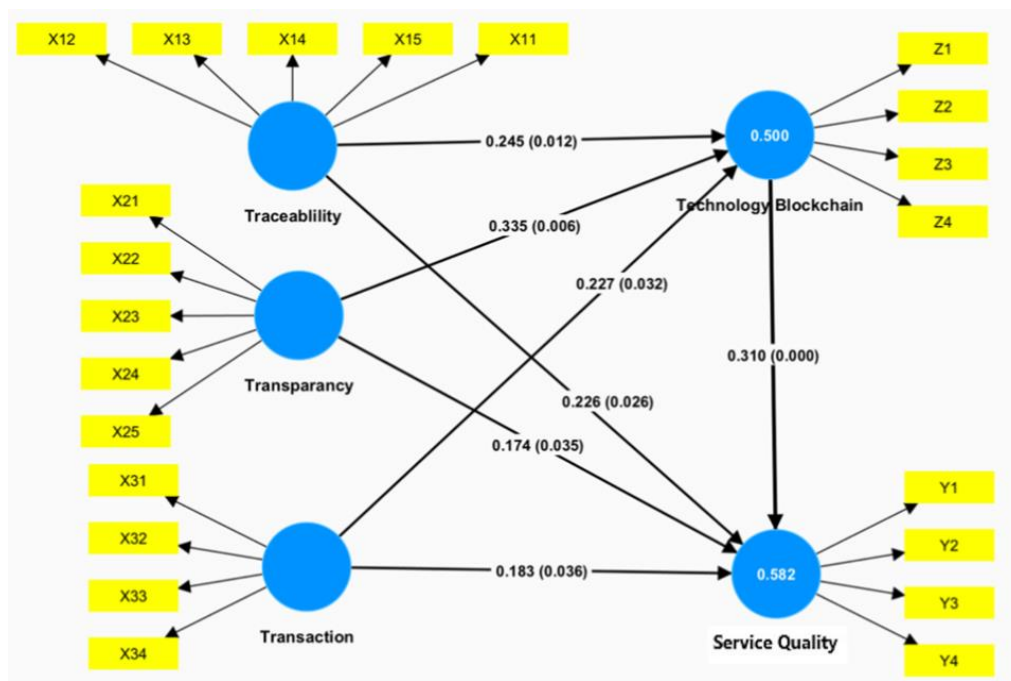 X12
X13
X14
X15
X11
Traceablility
X21
X22
X23
X24
X25
Transparancy
X31
X32
X33
X34
Transaction
0.245 (0.012)
0.335 (0.006)
0.227 (0.032)
0.226 (0.026)
0.174 (0.035)
0.183 (0.036)
0.500
Technology Blockchain
Z1
Z2
Z3
Z4
0.310 (0.000)
0.582
Service Quality
Y1
Y2
Y3
Y4